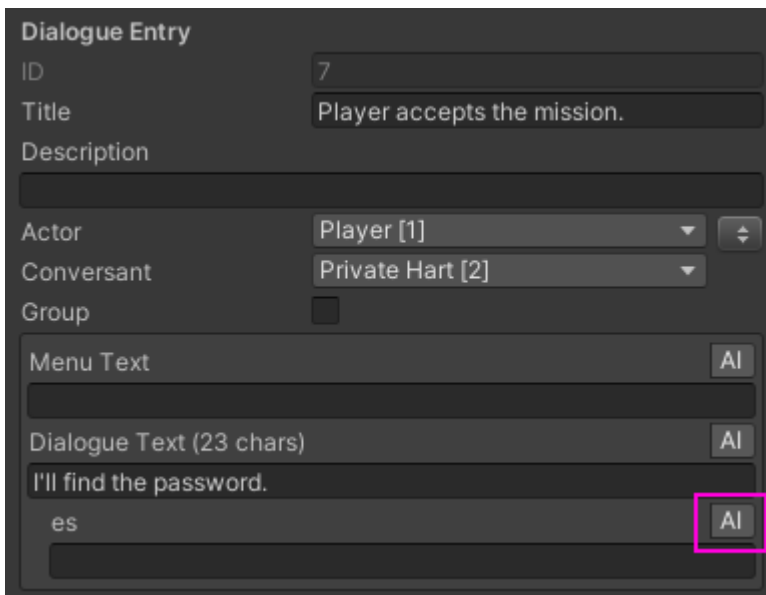 Dialogue Entry
ID 7
Title Player accepts the mission.
Description
Actor Player [1]
Conversant Private Hart [2]
Group
Menu Text AI
Dialogue Text (23 chars) AI
I'll find the password.
es AI